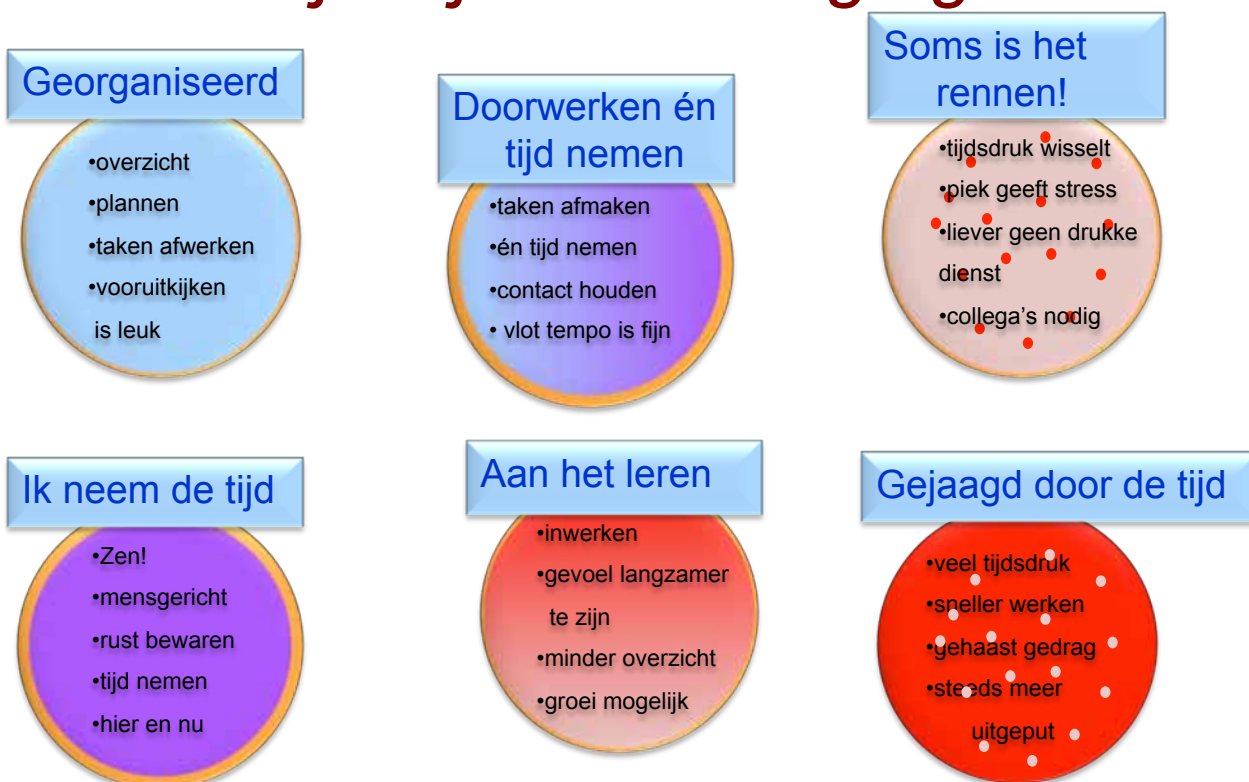 Georganiseerd
•overzicht
•plannen
•taken afwerken
•vooruitkijken
is leuk
Doorwerken én
tijd nemen
•taken afmaken
•én tijd nemen
•contact houden
• vlot tempo is fijn
Soms is het
rennen!
•tijdsdruk wisselt
•piek geeft stress
•liever geen drukke
dienst
•collega's nodig
Ik neem de tijd
•Zen!
•mensgericht
•rust bewaren
•tijd nemen
•hier en nu
Aan het leren
•inwerken
•gevoel langzamer
te zijn
•minder overzicht
•groei mogelijk
Gejaagd door de tijd
•veel tijdsdruk
•sneller werken
•gehaast gedrag
•steeds meer
uitgeput